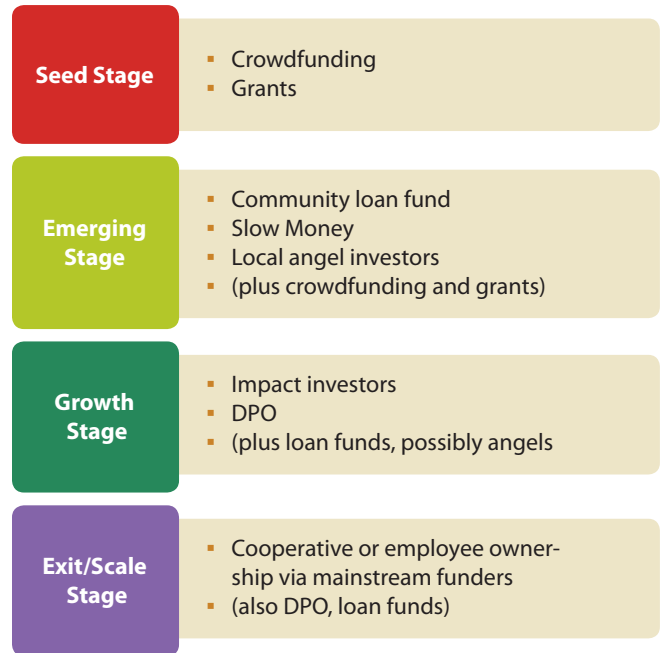 Seed Stage
▪ Crowdfunding
▪ Grants
Emerging
Stage
▪ Community loan fund
▪ Slow Money
▪ Local angel investors
▪ (plus crowdfunding and grants)
Growth
Stage
▪ Impact investors
▪ DPO
▪ (plus loan funds, possibly angels
Exit/Scale
Stage
▪ Cooperative or employee owner-
ship via mainstream funders
▪ (also DPO, loan funds)